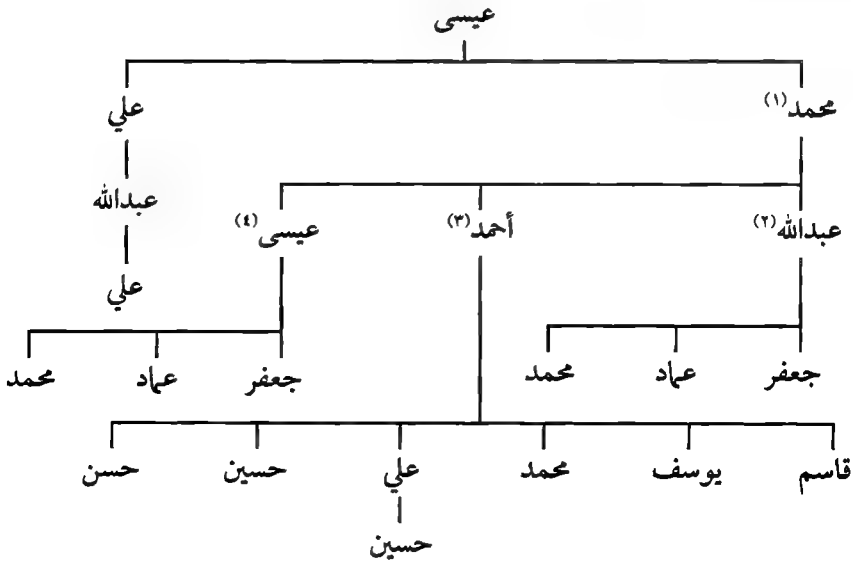 عيسى
محمد (١) علي
عبدالله
عبدالله (٢) أحمد (٣) عيسى (٤)
علي
جعفر عماد محمد جعفر عماد محمد
قاسم يوسف محمد علي حسين حسن
حسين